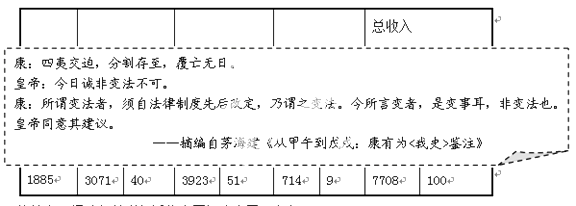 总收入
康：四夷交迫，分割存至，覆亡无日。
皇帝：今日诚非变法不可。
康：所谓变法者，须自法律制度先后改定，乃谓之变法。今所言变者，是变事耳，非变法也。
皇帝同意其建议。
——摘编自茅海建《从甲午到戊戌：康有为<我史>鉴注》
1885 3071 40 3923 51 714 9 7708 100